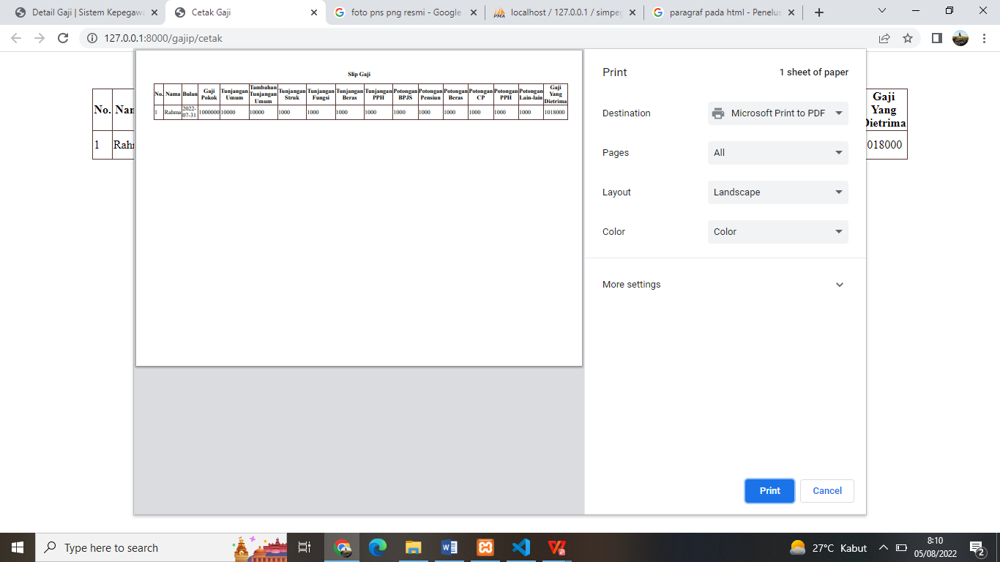 Detail Gaji | Sistem Kepegawa
Cetak Gaji
foto pns png resmi - Google
localhost / 127.0.0.1 / simpeg
paragraf pada html - Penelus
127.0.0.1:8000/gajip/cetak
Slip Gaji
No. Nama Bulan Gaji Pokok Tunjangan Umum Tambahan Tunjangan Umum Tunjangan Struk Tunjangan Fungsi Tunjangan Beras Tunjangan PPH Potongan BPJS Potongan Pensiun Potongan Beras Potongan CP Potongan PPH Potongan Lain-lain Gaji Yang Dietrima
1 Rahma 2022-07-31 1000000 10000 10000 1000 1000 1000 1000 1000 1000 1000 1000 1000 1000 1018000
No. Nan
1 Rahr
Gaji
Yang
Dietrima
018000
Print 1 sheet of paper
Destination Microsoft Print to PDF
Pages All
Layout Landscape
Color Color
More settings
Print Cancel
Type here to search
27°C Kabut
8:10
05/08/2022
2